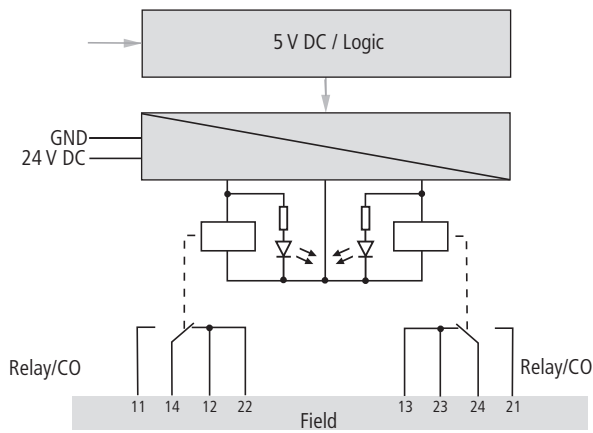 5 V DC / Logic
GND
24 V DC
Relay/CO
Relay/CO
11 14 12 22 13 23 24 21
Field